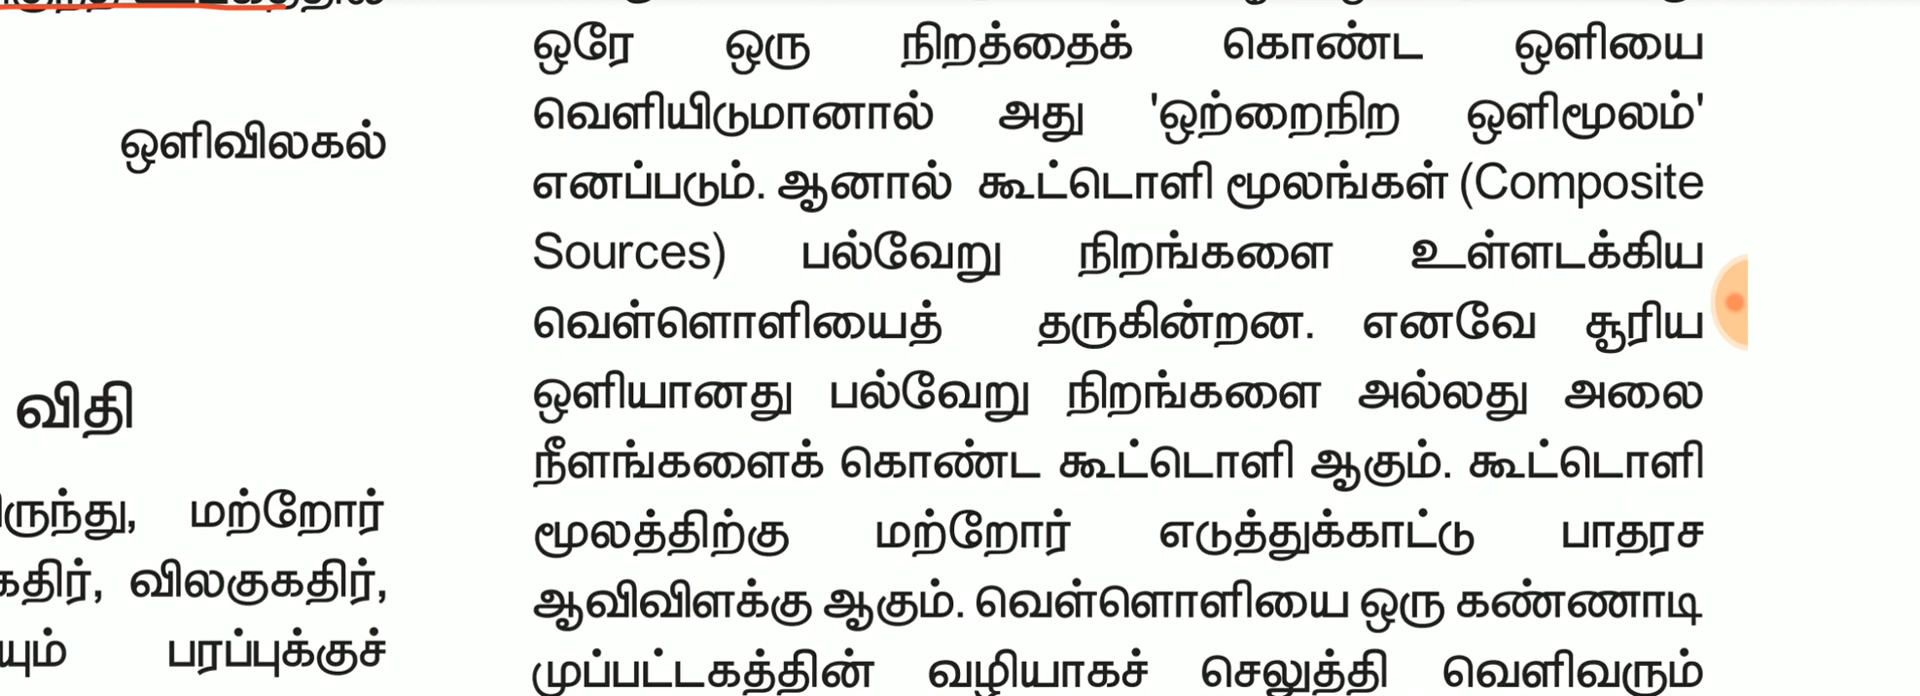 ஒளிவிலகல்
விதி
மற்றோர்
விலகுகதிர்,
பரப்புக்குச்
ஒரே ஒரு நிறத்தைக் கொண்ட ஒளியை
வெளியிடுமானால் அது 'ஒற்றைநிற ஒளிமூலம்'
எனப்படும். ஆனால் கூட்டொளி மூலங்கள் (Composite
Sources) பல்வேறு நிறங்களை உள்ளடக்கிய
வெள்ளொளியைத் தருகின்றன. எனவே சூரிய
ஒளியானது பல்வேறு நிறங்களை அல்லது அலை
நீளங்களைக் கொண்ட கூட்டொளி ஆகும். கூட்டொளி
மூலத்திற்கு மற்றோர் எடுத்துக்காட்டு பாதரச
ஆவிவிளக்கு ஆகும். வெள்ளொளியை ஒரு கண்ணாடி
முப்பட்டகத்தின் வழியாகச் செலுத்தி வெளிவரும்